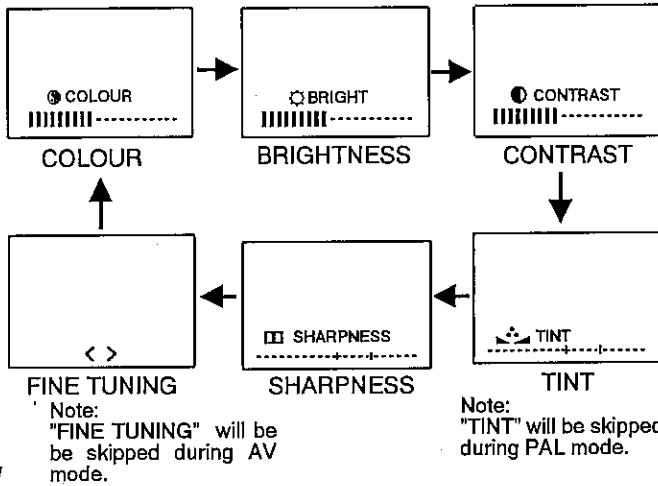 COLOUR
COLOUR
BRIGHT
BRIGHTNESS
CONTRAST
CONTRAST
TINT
TINT
Note:
"TINT" will be skipped
during PAL mode.
SHARPNESS
SHARPNESS
< >
FINE TUNING
Note:
"FINE TUNING" will be
be skipped during AV
mode.